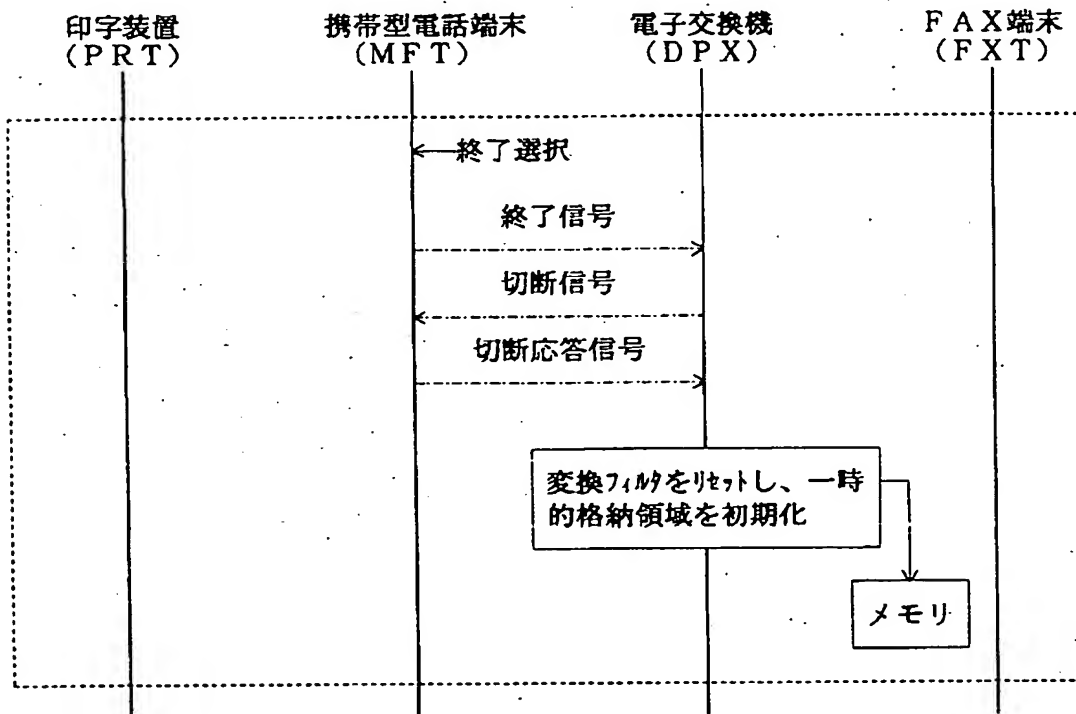 印字装置
(PRT)
携帯型電話端末
(MFT)
電子交換機
(DPX)
FAX端末
(FXT)
終了選択
終了信号
切断信号
切断応答信号
変換フィルタをリセットし、一時
的格納領域を初期化
メモリ